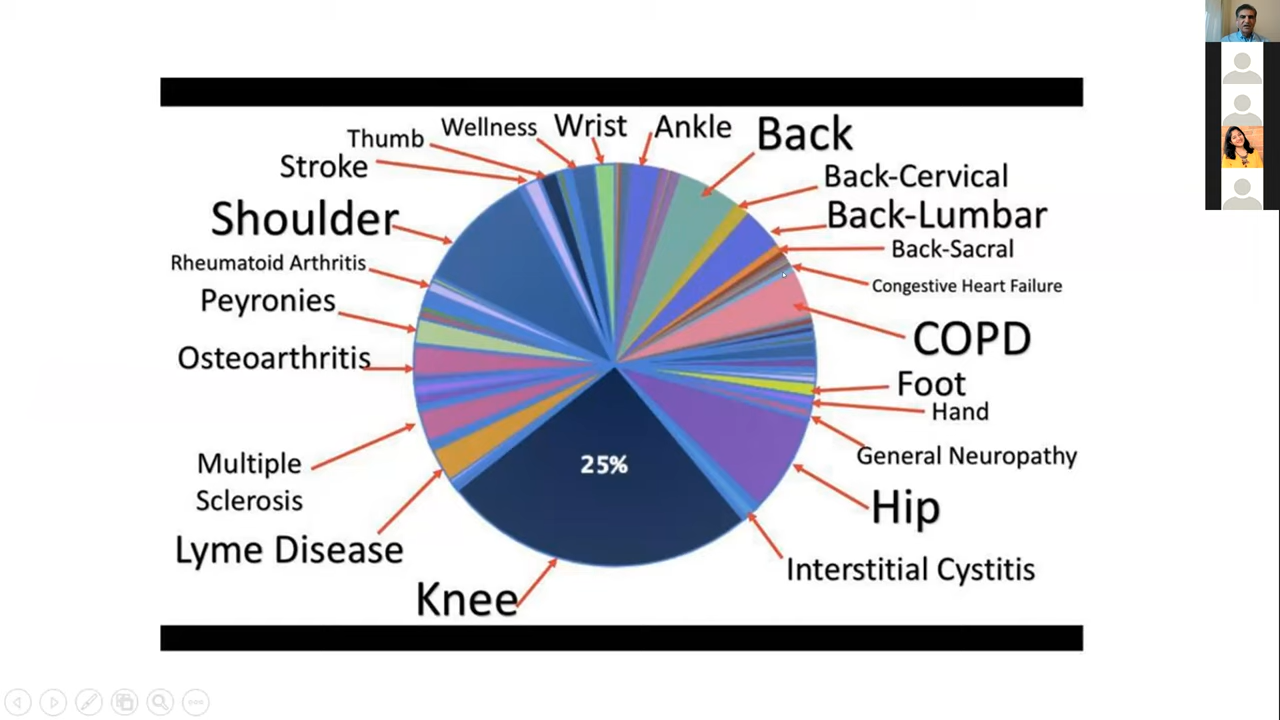 Thumb
Wellness
Wrist
Ankle
Back
Stroke
Back-Cervical
Shoulder
Back-Lumbar
Back-Sacral
Rheumatoid Arthritis
Congestive Heart Failure
Peyronies
COPD
Osteoarthritis
Foot
Hand
General Neuropathy
Multiple
Sclerosis
25%
Hip
Lyme Disease
Interstitial Cystitis
Knee